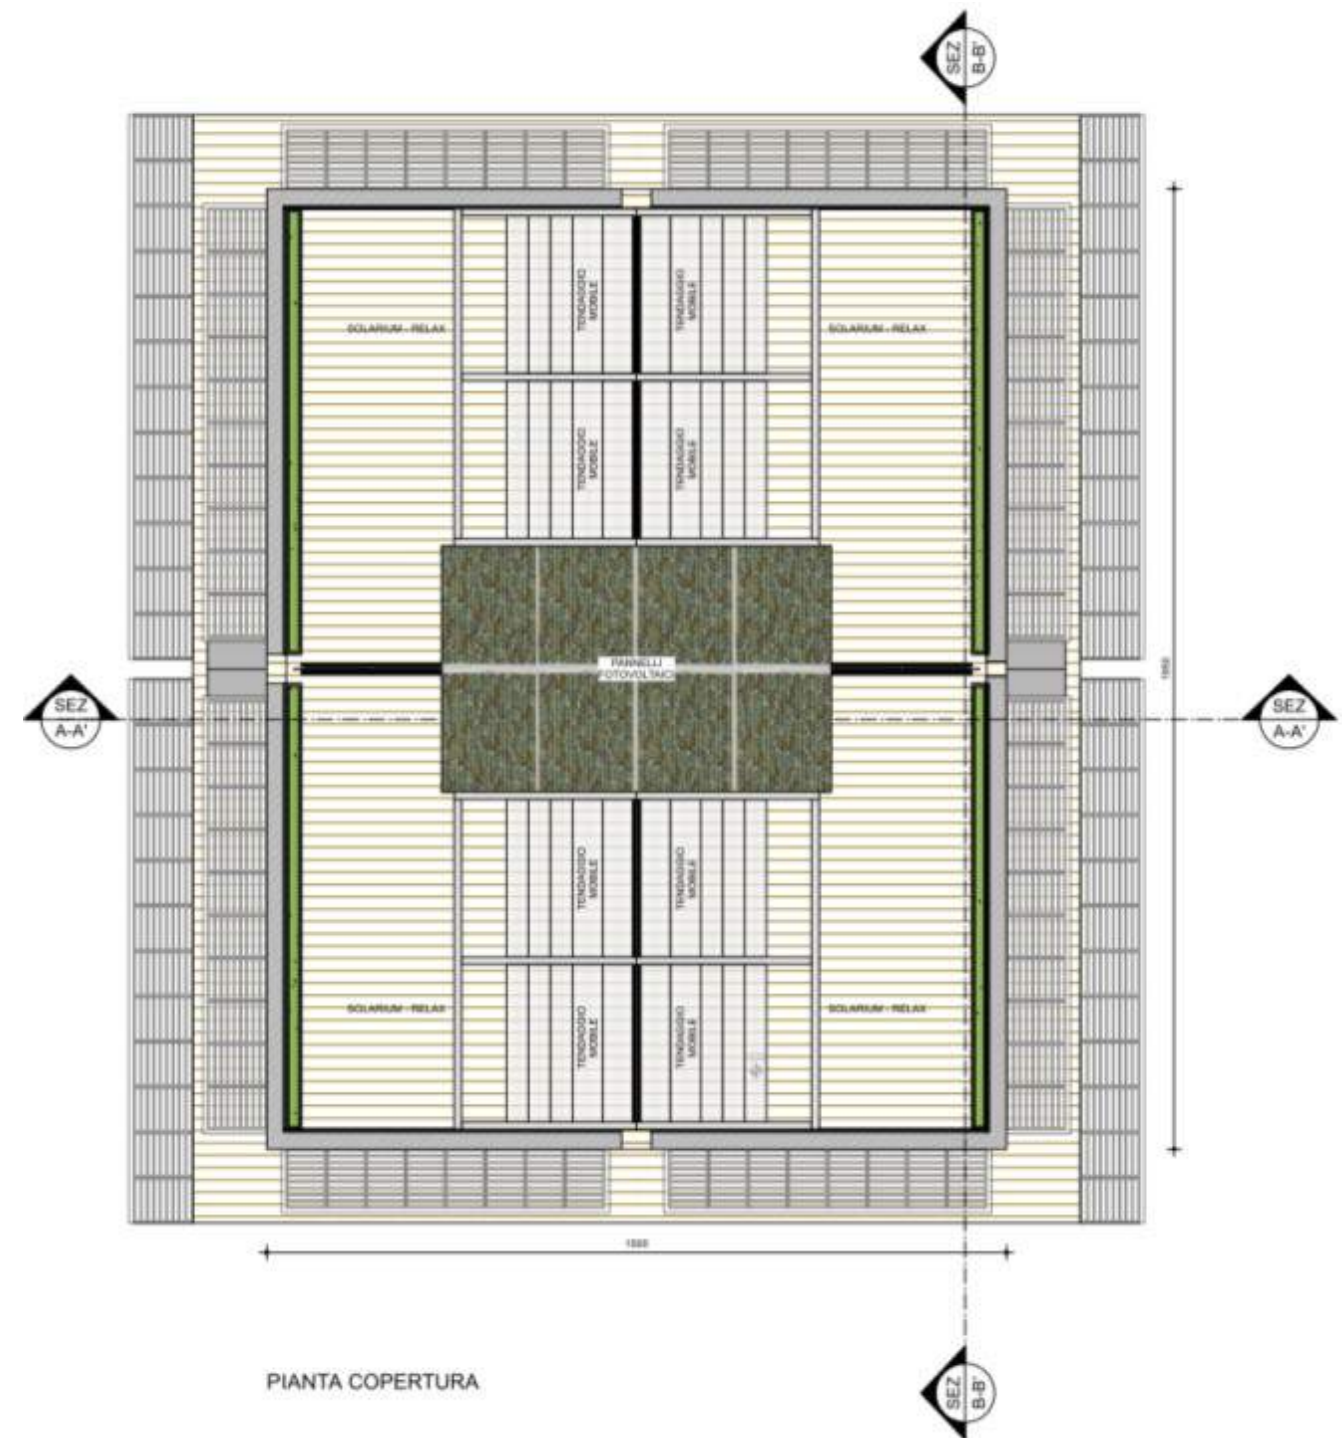 SEZ
B-B'
SOLARIUM - RELAX
TENDAGGIO
MOBILE
TENDAGGIO
MOBILE
SOLARIUM - RELAX
TENDAGGIO
MOBILE
TENDAGGIO
MOBILE
PANNELLI
FOTOVOLTAICI
SEZ
A-A'
SEZ
A-A'
TENDAGGIO
MOBILE
TENDAGGIO
MOBILE
SOLARIUM - RELAX
SOLARIUM - RELAX
TENDAGGIO
MOBILE
TENDAGGIO
MOBILE
PIANTA COPERTURA
SEZ
B-B'